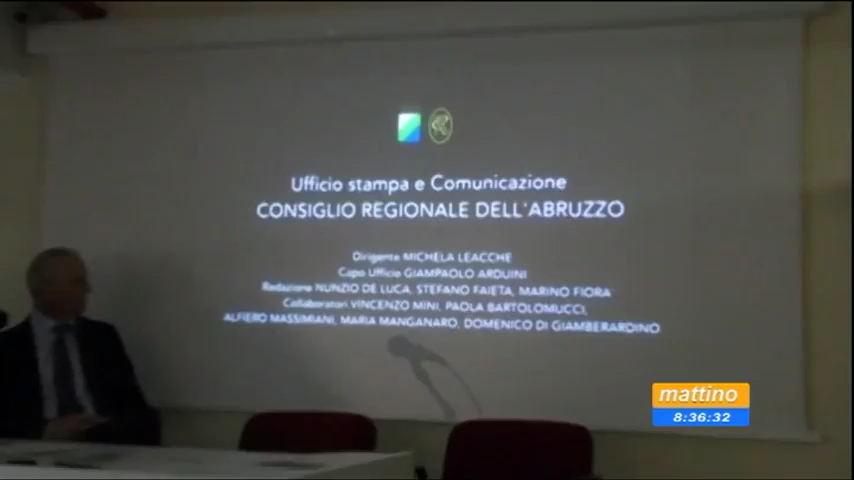 Ufficio stampa e Comunicazione
CONSIGLIO REGIONALE DELL'ABRUZZO
Dirigente MICHELA LEACCHE
Capo Ufficio GIAMPAOLO ARDUINI
Redazione NUNZIO DE LUCA, STEFANO FAIETA, MARINO FIORA
Collaboratori VINCENZO MINI, PAOLA BARTOLOMUCCI,
ALFIERO MASSIMIANI, MARIA MANGANARO, DOMENICO DI GIAMBERARDINO
mattino
8:36:32